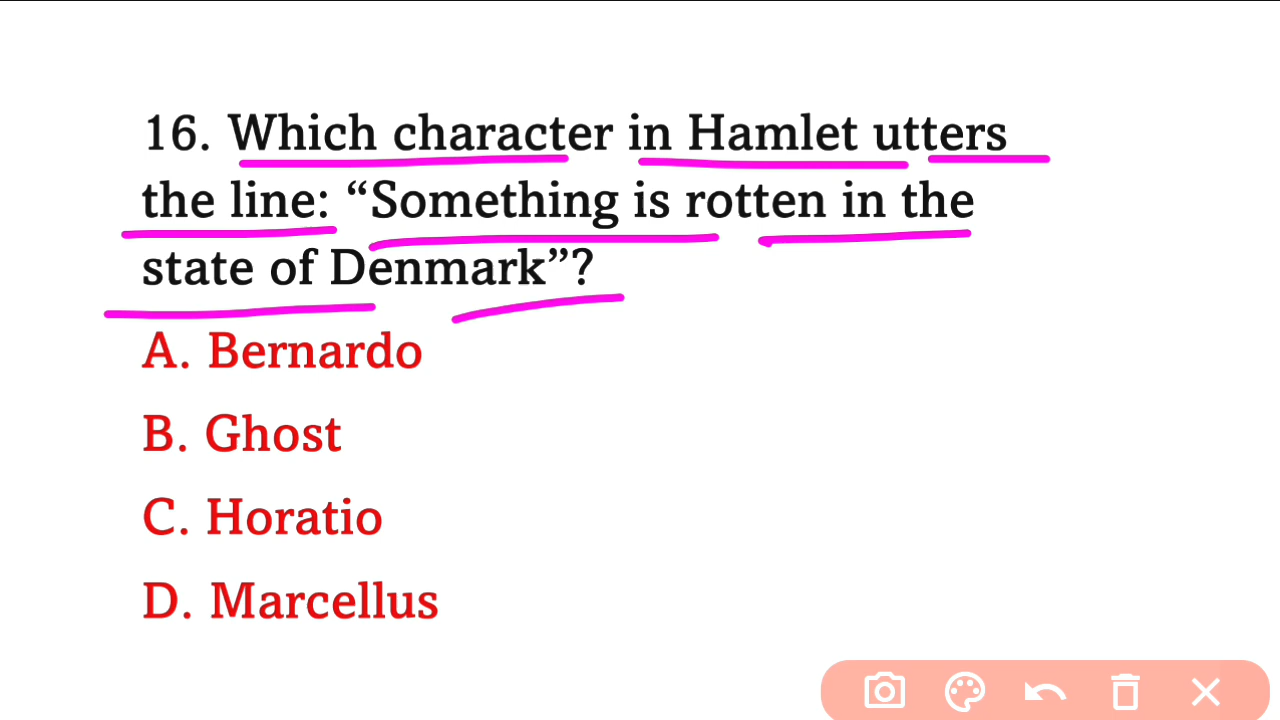 16. Which character in Hamlet utters
the line: “Something is rotten in the
state of Denmark”?
A. Bernardo
B. Ghost
C. Horatio
D. Marcellus